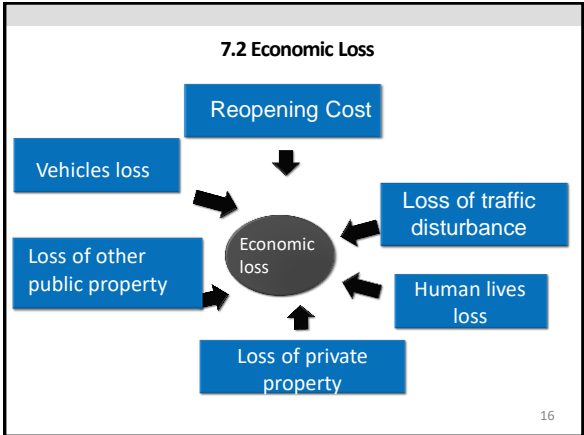 7.2 Economic Loss
Reopening Cost
Vehicles loss
Loss of traffic
disturbance
Economic
loss
Loss of other
public property
Human lives
loss
Loss of private
property
16